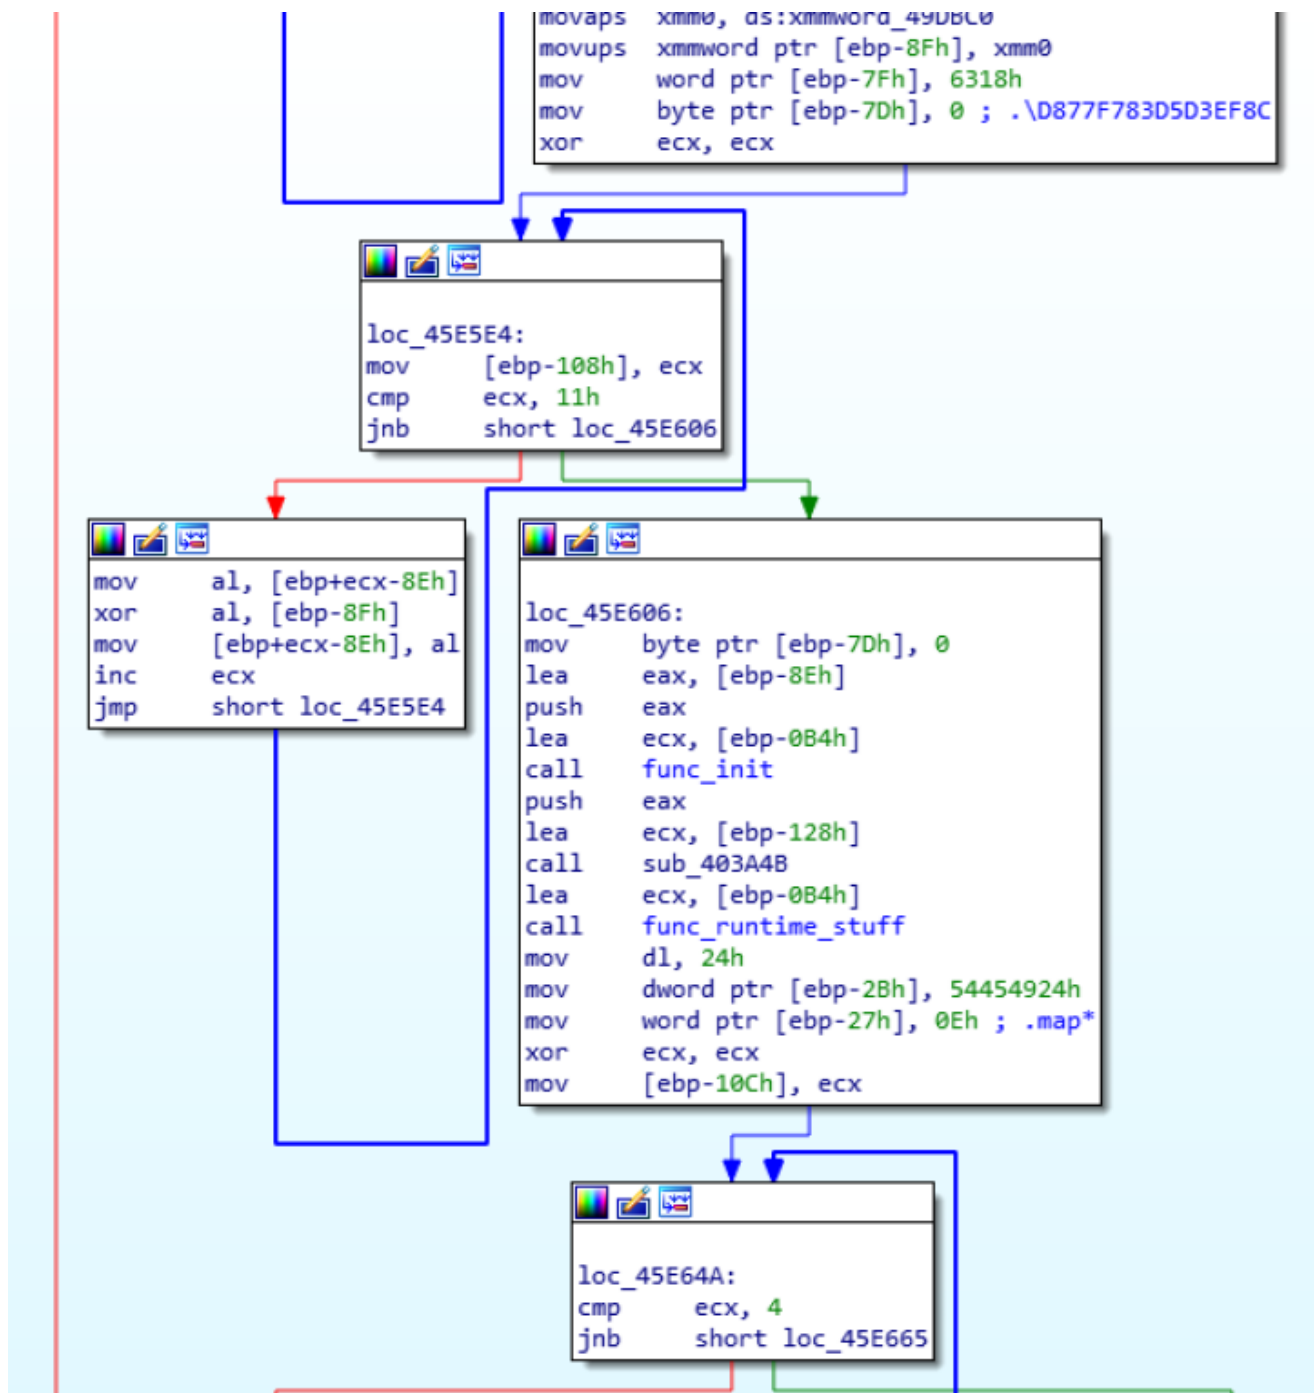 movaps xmm0, ds:xmmword_49DBC0
movups xmmword ptr [ebp-8Fh], xmm0
mov word ptr [ebp-7Fh], 6318h
mov byte ptr [ebp-7Dh], 0 ; .\D877F783D5D3EF8C
xor ecx, ecx
loc_45E5E4:
mov [ebp-108h], ecx
cmp ecx, 11h
jnb short loc_45E606
mov al, [ebp+ecx-8Eh]
xor al, [ebp-8Fh]
mov [ebp+ecx-8Eh], al
inc ecx
jmp short loc_45E5E4
loc_45E606:
mov byte ptr [ebp-7Dh], 0
lea eax, [ebp-8Eh]
push eax
lea ecx, [ebp-0B4h]
call func_init
push eax
lea ecx, [ebp-128h]
call sub_403A4B
lea ecx, [ebp-0B4h]
call func_runtime_stuff
mov dl, 24h
mov dword ptr [ebp-2Bh], 54454924h
mov word ptr [ebp-27h], 0Eh ; .map*
xor ecx, ecx
mov [ebp-10Ch], ecx
loc_45E64A:
cmp ecx, 4
jnb short loc_45E665